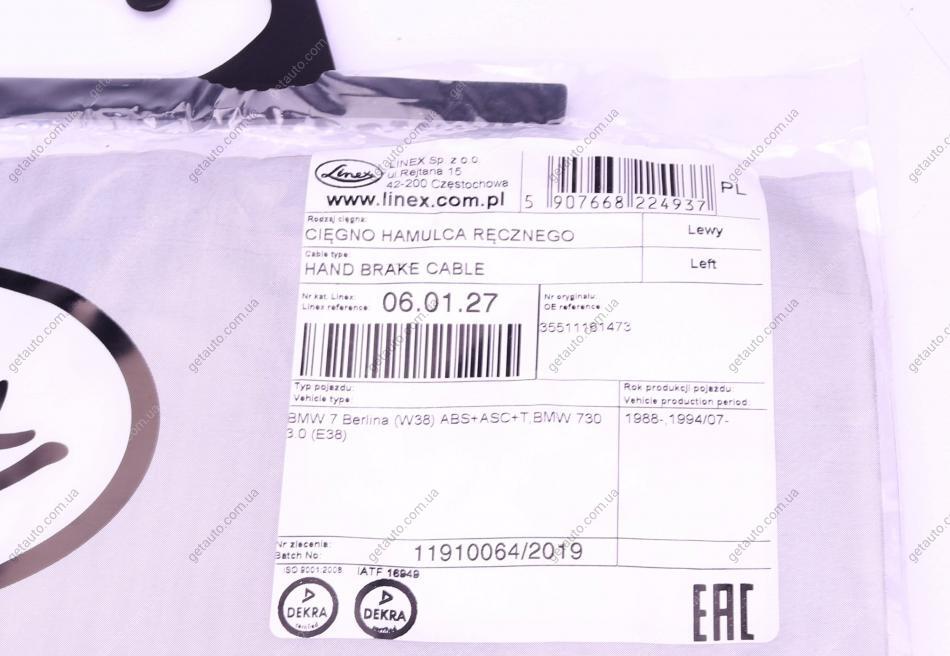 Linex
LINEX Sp. z o.o.
ul. Rejtana 15
42-200 Częstochowa
www.linex.com.pl
5 907668 224937
PL
Rodzaj cięgna:
CIĘGNO HAMULCA RĘCZNEGO
Lewy
Cable type
HAND BRAKE CABLE
Left
Nr kat. Linex:
Linex reference:
06.01.27
Nr oryginału:
OE reference
35511161473
Typ pojazdu:
Vehicle type:
Rok produkcji pojazdu:
Vehicle production period:
BMW 7 Berlina (W38) ABS+ASC+T,BMW 730
3.0 (E38)
1988-,1994/07-
Nr zlecenia:
Batch No:
11910064/2019
ISO 9001:2008
IATF 16949
DEKRA
certified
DEKRA
certified
EAC
getauto.com.ua